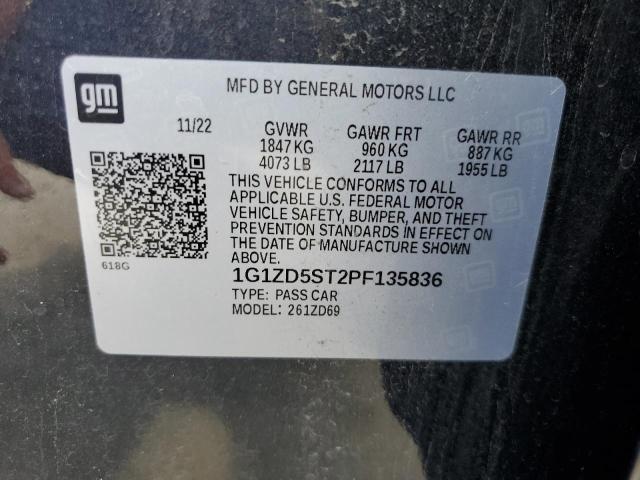 gm
MFD BY GENERAL MOTORS LLC
11/22 GVWR GAWR FRT GAWR RR
1847 KG 960 KG 887 KG
4073 LB 2117 LB 1955 LB
THIS VEHICLE CONFORMS TO ALL
APPLICABLE U.S. FEDERAL MOTOR
VEHICLE SAFETY, BUMPER, AND THEFT
PREVENTION STANDARDS IN EFFECT ON
THE DATE OF MANUFACTURE SHOWN
ABOVE.
618G
1G1ZD5ST2PF135836
TYPE: PASS CAR
MODEL: 261ZD69